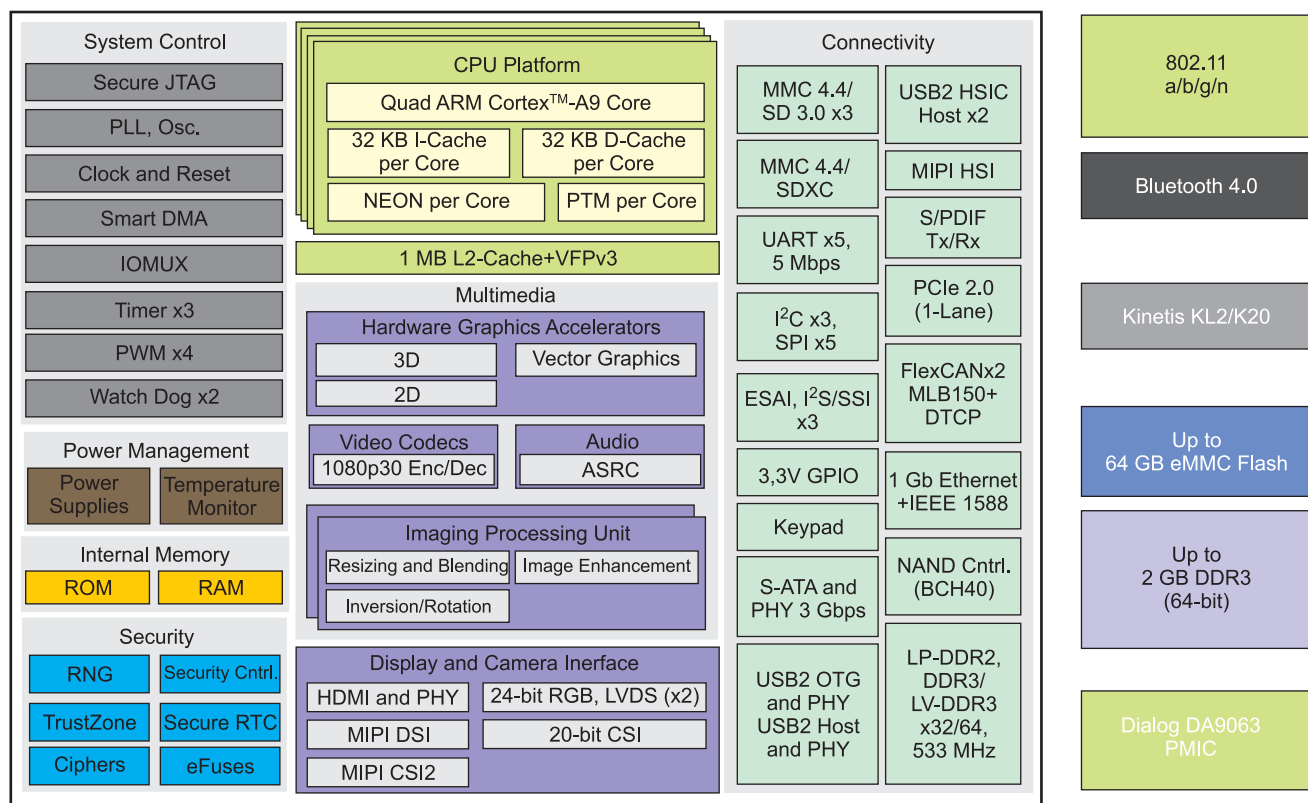 System Control
Secure JTAG
PLL, Osc.
Clock and Reset
Smart DMA
IOMUX
Timer x3
PWM x4
Watch Dog x2
Power Management
Power
Supplies
Temperature
Monitor
Internal Memory
ROM
RAM
Security
RNG
Security Cntrl.
TrustZone
Secure RTC
Ciphers
eFuses
CPU Platform
Quad ARM Cortex™-A9 Core
32 KB I-Cache
per Core
32 KB D-Cache
per Core
NEON per Core
PTM per Core
1 MB L2-Cache+VFPv3
Multimedia
Hardware Graphics Accelerators
3D
Vector Graphics
2D
Video Codecs
1080p30 Enc/Dec
Audio
ASRC
Imaging Processing Unit
Resizing and Blending
Image Enhancement
Inversion/Rotation
Display and Camera Inerface
HDMI and PHY
24-bit RGB, LVDS (x2)
MIPI DSI
20-bit CSI
MIPI CSI2
Connectivity
MMC 4.4/
SD 3.0 x3
MMC 4.4/
SDXC
UART x5,
5 Mbps
I²C x3,
SPI x5
ESAI, I²S/SSI
x3
3,3V GPIO
Keypad
S-ATA and
PHY 3 Gbps
USB2 OTG
and PHY
USB2 Host
and PHY
USB2 HSIC
Host x2
MIPI HSI
S/PDIF
Tx/Rx
PCIe 2.0
(1-Lane)
FlexCANx2
MLB150+
DTCP
1 Gb Ethernet
+IEEE 1588
NAND Cntrl.
(BCH40)
LP-DDR2,
DDR3/
LV-DDR3
x32/64,
533 MHz
802.11
a/b/g/n
Bluetooth 4.0
Kinetis KL2/K20
Up to
64 GB eMMC Flash
Up to
2 GB DDR3
(64-bit)
Dialog DA9063
PMIC